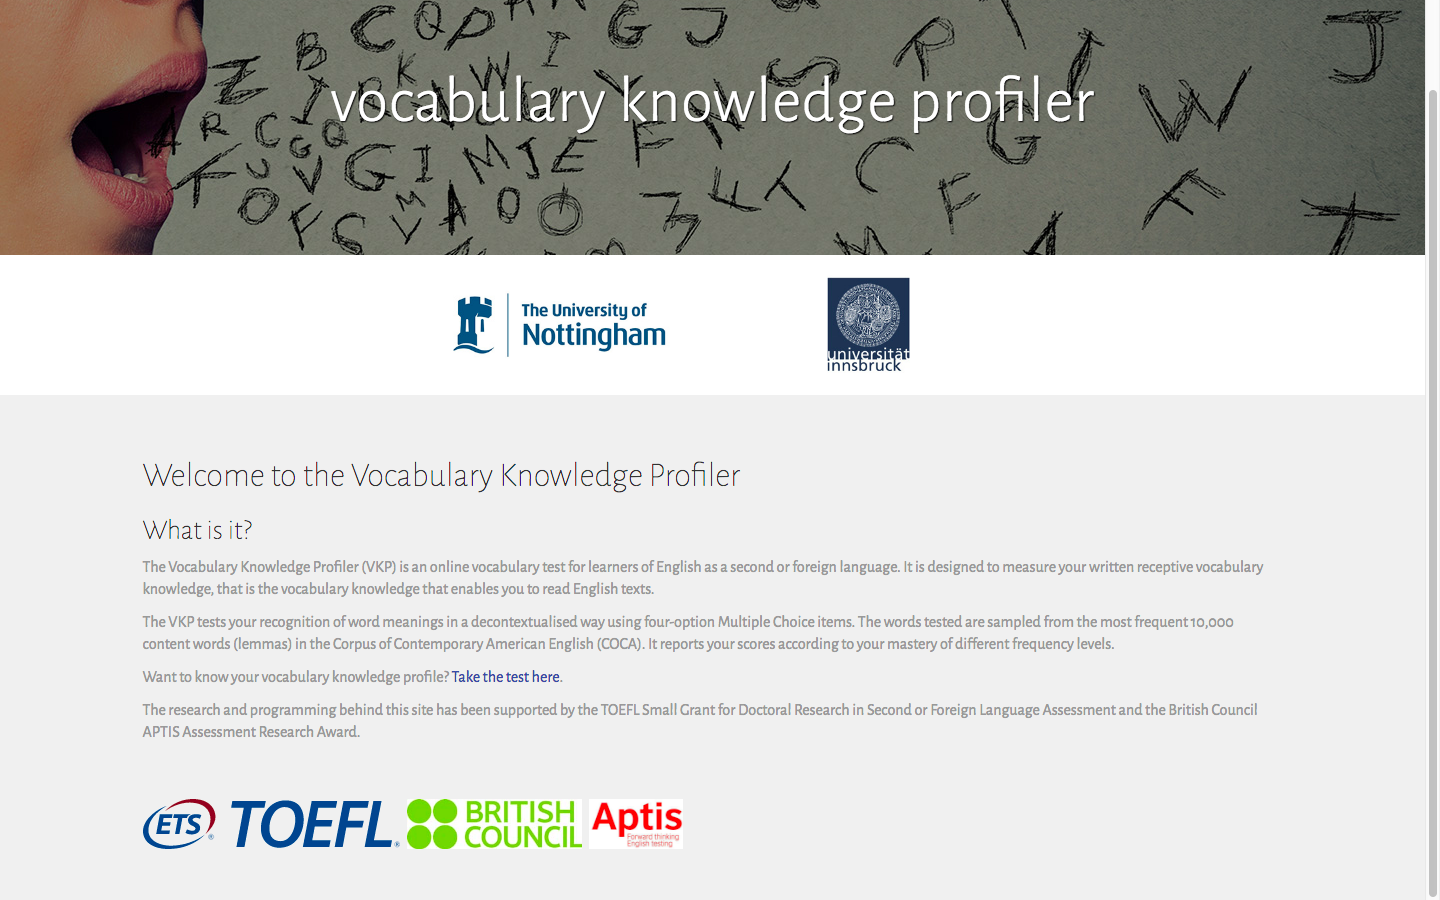 vocabulary knowledge profiler
The University of
Nottingham
universität
innsbruck
Welcome to the Vocabulary Knowledge Profiler
What is it?
The Vocabulary Knowledge Profiler (VKP) is an online vocabulary test for learners of English as a second or foreign language. It is designed to measure your written receptive vocabulary
knowledge, that is the vocabulary knowledge that enables you to read English texts.
The VKP tests your recognition of word meanings in a decontextualised way using four-option Multiple Choice items. The words tested are sampled from the most frequent 10,000
content words (lemmas) in the Corpus of Contemporary American English (COCA). It reports your scores according to your mastery of different frequency levels.
Want to know your vocabulary knowledge profile? Take the test here.
The research and programming behind this site has been supported by the TOEFL Small Grant for Doctoral Research in Second or Foreign Language Assessment and the British Council
APTIS Assessment Research Award.
ETS® TOEFL®
BRITISH
COUNCIL
Aptis
Forward thinking
English testing